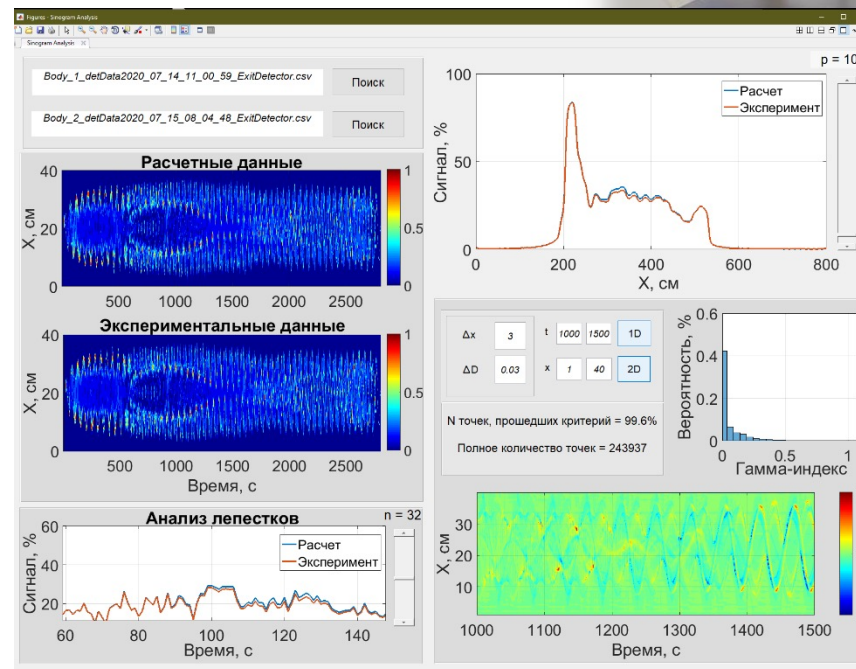 Figures - Sinogram Analysis
Sinogram Analysis
Body_1_detData2020_07_14_11_00_59_ExitDetector.csv
Поиск
Body_2_detData2020_07_15_08_04_48_ExitDetector.csv
Поиск
Расчетные данные
X, см
40
20
0
500 1000 1500 2000 2500
1
0.5
0
Экспериментальные данные
X, см
40
20
0
500 1000 1500 2000 2500
1
0.5
0
Время, с
Анализ лепестков
n = 32
Сигнал, %
60
40
20
Расчет
Эксперимент
60 80 100 120 140
Время, с
p = 10
Сигнал, %
100
50
0
Расчет
Эксперимент
0 200 400 600 800
X, см
Δx 3 t 1000 1500 1D
ΔD 0.03 x 1 40 2D
N точек, прошедших критерий = 99.6%
Полное количество точек = 243937
Вероятность, %
0.6
0.4
0.2
0
0 0.5 1
Гамма-индекс
X, см
30
20
10
1000 1100 1200 1300 1400 1500
Время, с